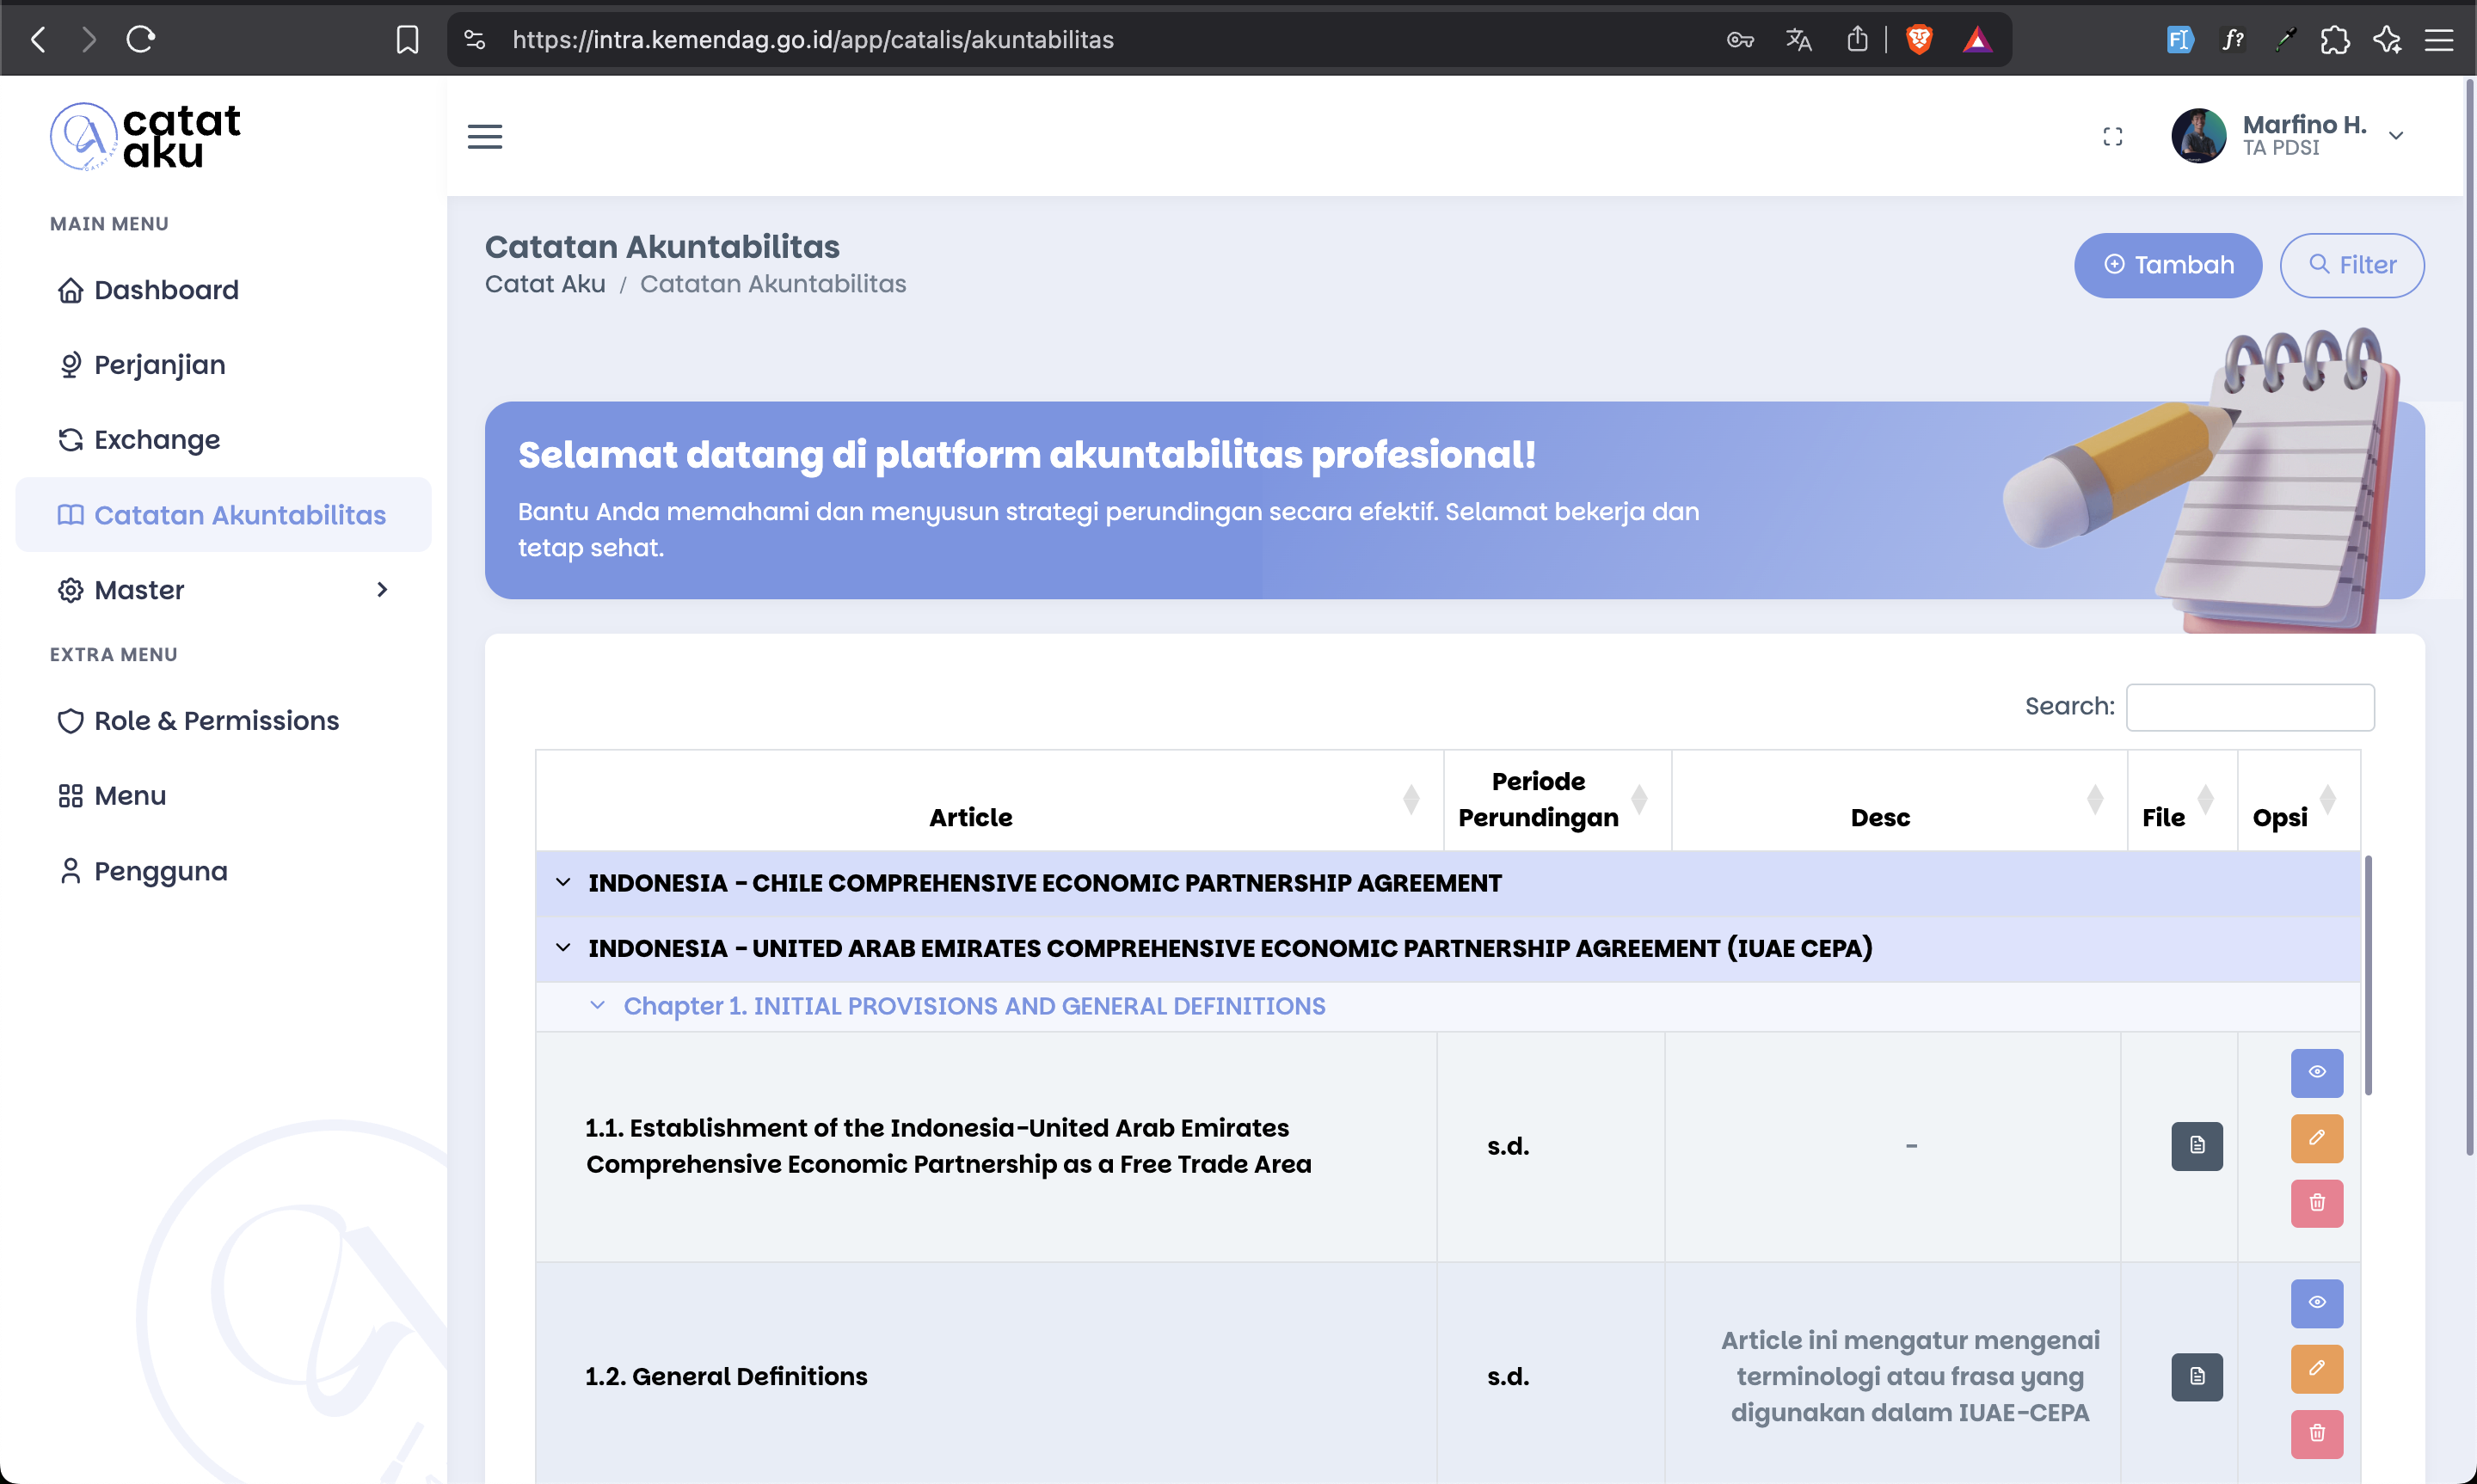 https://intra.kemendag.go.id/app/catalis/akuntabilitas
catat
aku
MAIN MENU
Dashboard
Perjanjian
Exchange
Catatan Akuntabilitas
Master
EXTRA MENU
Role & Permissions
Menu
Pengguna
Marfino H.
TA PDSI
Catatan Akuntabilitas
Catat Aku / Catatan Akuntabilitas
Tambah
Filter
Selamat datang di platform akuntabilitas profesional!
Bantu Anda memahami dan menyusun strategi perundingan secara efektif. Selamat bekerja dan
tetap sehat.
Search:
Article
Periode
Perundingan
Desc
File
Opsi
INDONESIA - CHILE COMPREHENSIVE ECONOMIC PARTNERSHIP AGREEMENT
INDONESIA - UNITED ARAB EMIRATES COMPREHENSIVE ECONOMIC PARTNERSHIP AGREEMENT (IUAE CEPA)
Chapter 1. INITIAL PROVISIONS AND GENERAL DEFINITIONS
1.1. Establishment of the Indonesia-United Arab Emirates
Comprehensive Economic Partnership as a Free Trade Area
s.d.
-
1.2. General Definitions
s.d.
Article ini mengatur mengenai
terminologi atau frasa yang
digunakan dalam IUAE-CEPA